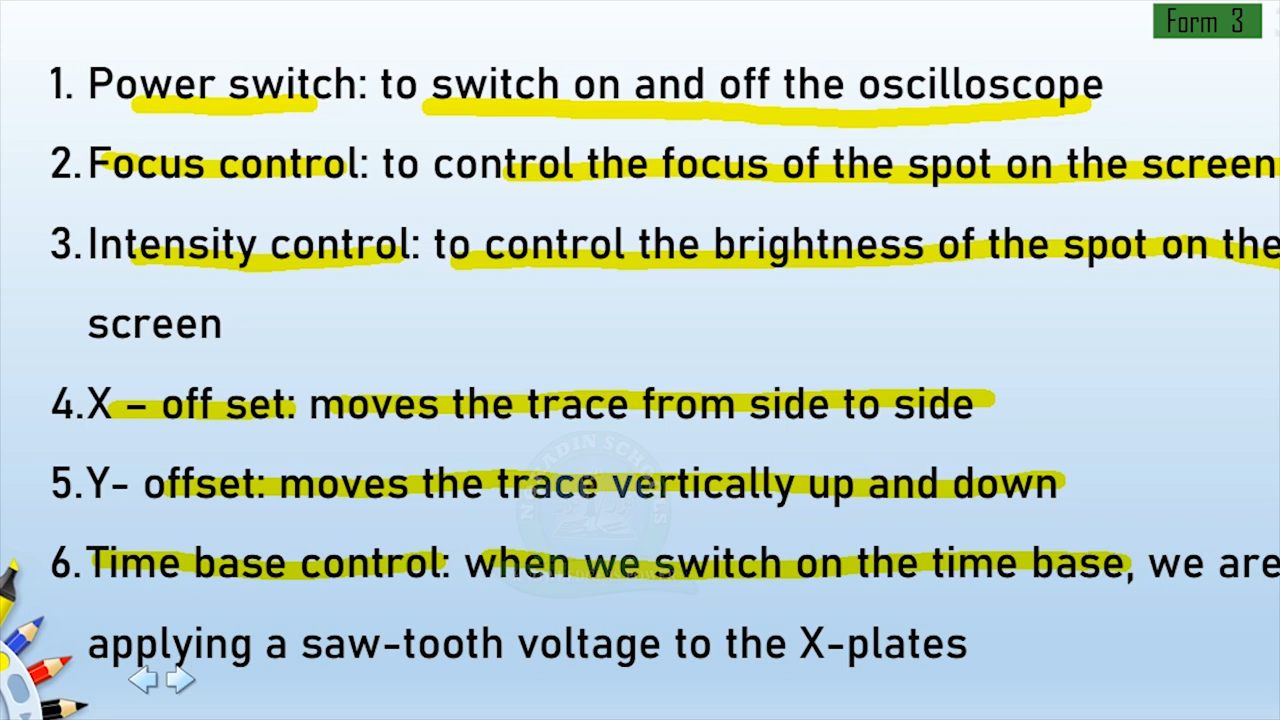 Form 3
1. Power switch: to switch on and off the oscilloscope
2. Focus control: to control the focus of the spot on the screen
3. Intensity control: to control the brightness of the spot on the
screen
4. X – off set: moves the trace from side to side
5. Y- offset: moves the trace vertically up and down
6. Time base control: when we switch on the time base, we are
applying a saw-tooth voltage to the X-plates